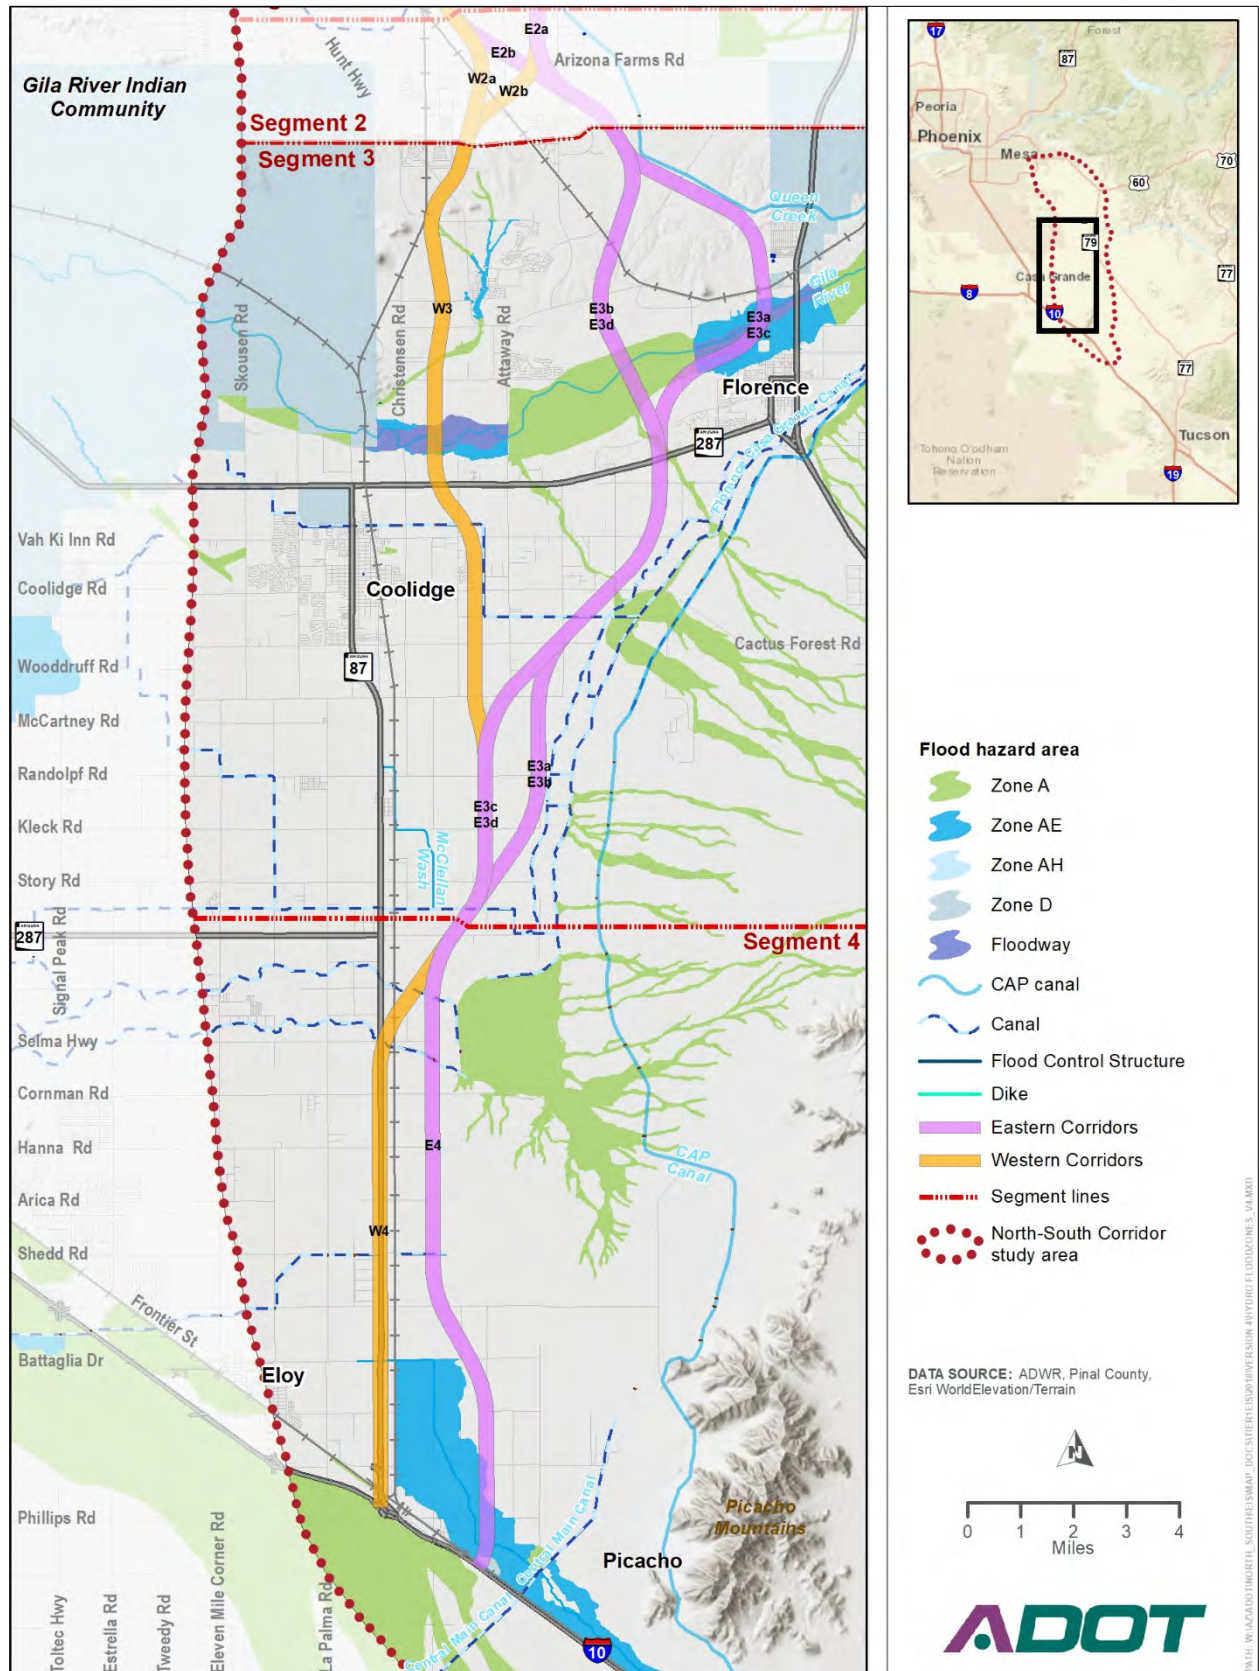 Gila River Indian
Community
Hunt Hwy
E2a
E2b
Arizona Farms Rd
W2a
W2b
Segment 2
Segment 3
Queen
Creek
Gila
River
Skousen Rd
Christensen Rd
W3
Attaway Rd
E3b
E3d
E3a
E3c
Florence
287
Florence Casa Grande Canal
Vah Ki Inn Rd
Coolidge Rd
Coolidge
Wooddruff Rd
87
Cactus Forest Rd
McCartney Rd
Randolpf Rd
E3a
E3b
E3c
E3d
Kleck Rd
McClellan
Wash
Story Rd
287
Signal Peak Rd
Segment 4
Selma Hwy
Cornman Rd
Hanna Rd
E4
CAP
Canal
Arica Rd
W4
Shedd Rd
Frontier St
Battaglia Dr
Eloy
Phillips Rd
Picacho
Mountains
Picacho
Central Main Canal
Central Main Canal
Toltec Hwy
Estrella Rd
Tweedy Rd
Eleven Mile Corner Rd
La Palma Rd
10
17
Forest
87
Peoria
Phoenix
Mesa
70
60
79
Casa Grande
77
8
10
77
Tucson
Tohono O'odham
Nation
Reservation
19
Flood hazard area
Zone A
Zone AE
Zone AH
Zone D
Floodway
CAP canal
Canal
Flood Control Structure
Dike
Eastern Corridors
Western Corridors
Segment lines
North-South Corridor
study area
DATA SOURCE: ADWR, Pinal County,
Esri WorldElevation/Terrain
N
0 1 2 3 4
Miles
ADOT